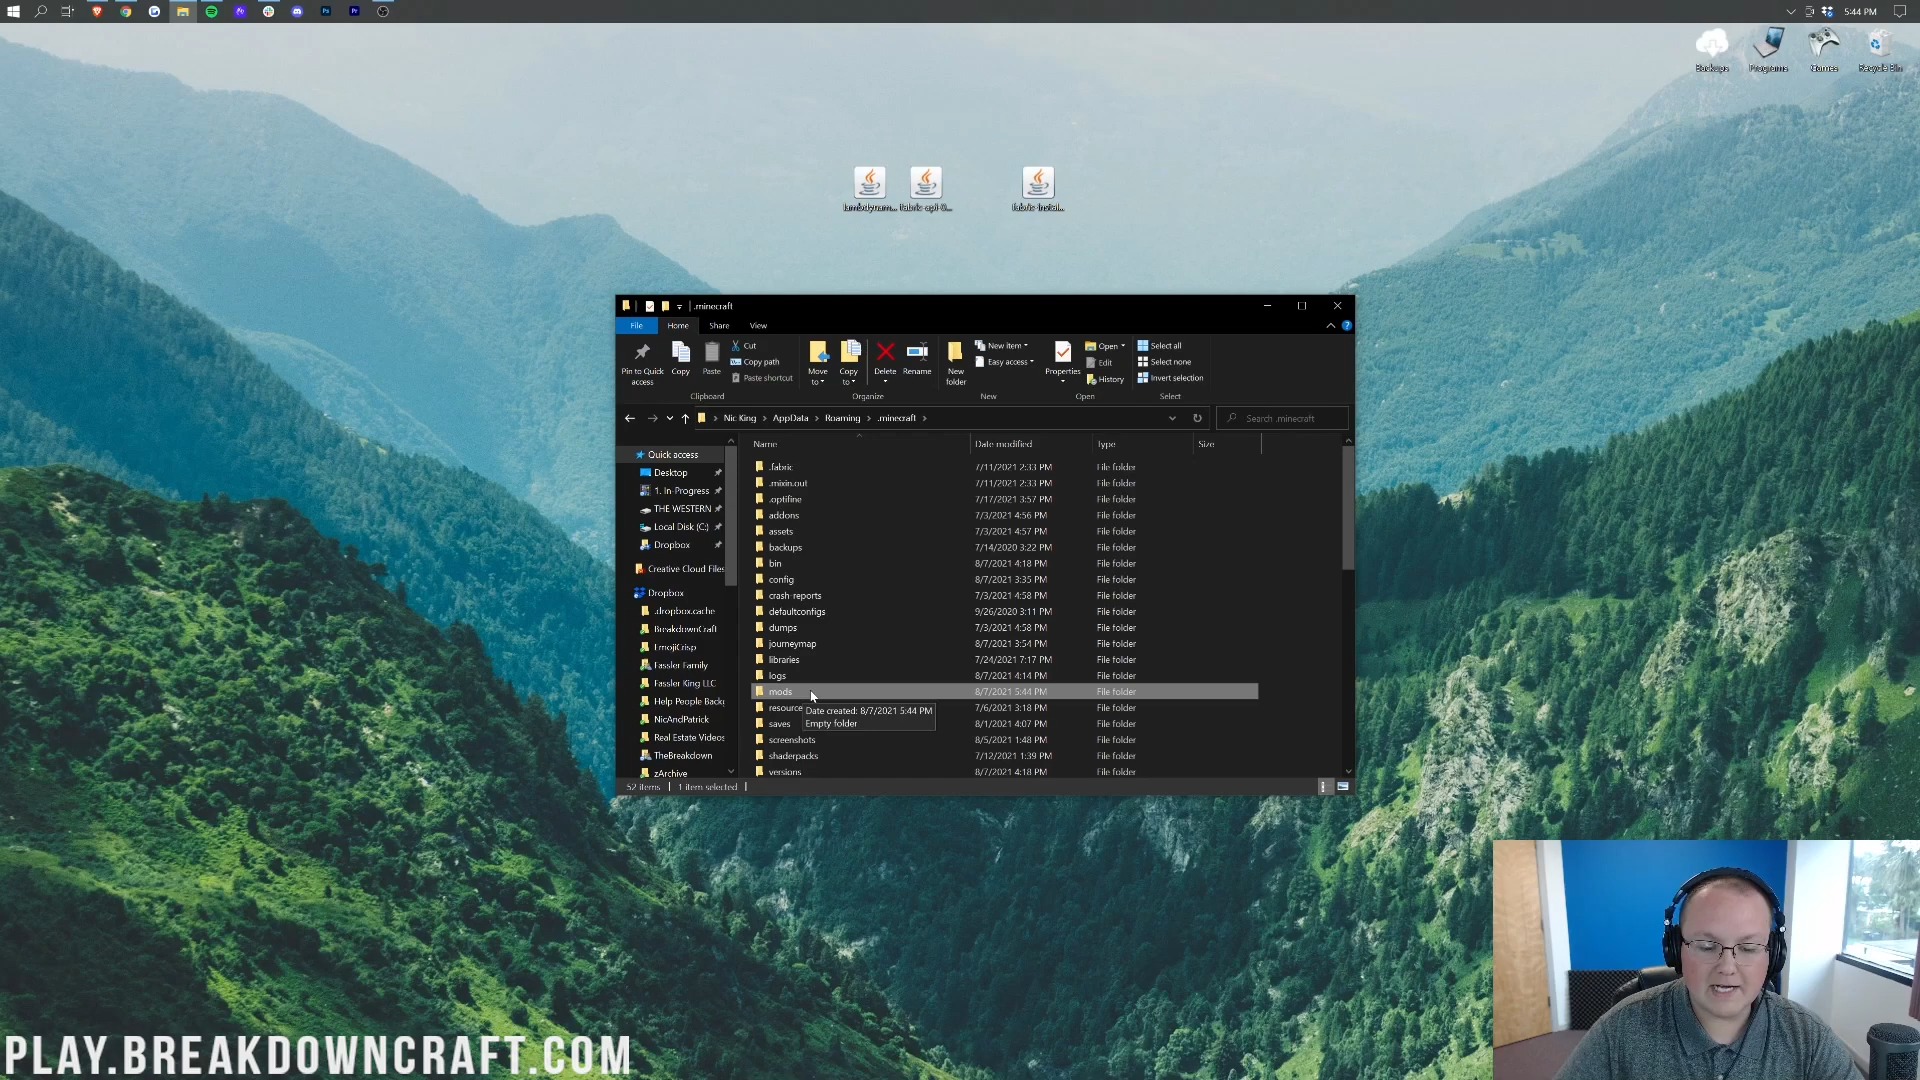 5:44 PM
Backups
Programs
Games
Recycle Bin
lambdynam...
fabric-api-0...
fabric-instal...
.minecraft
File
Home
Share
View
Pin to Quick access
Copy
Paste
Cut
Copy path
Paste shortcut
Move to
Copy to
Delete
Rename
New folder
New item
Easy access
Properties
Open
Edit
History
Select all
Select none
Invert selection
Clipboard
Organize
New
Open
Select
Nic King > AppData > Roaming > .minecraft >
Search .minecraft
Name Date modified Type Size
Quick access
Desktop
1. In-Progress
THE WESTERN
Local Disk (C:)
Dropbox
Creative Cloud Files
Dropbox
.dropbox.cache
BreakdownCraft
EmojiCrisp
Fassler Family
Fassler King LLC
Help People Backg
NicAndPatrick
Real Estate Videos
TheBreakdown
zArchive
.fabric 7/11/2021 2:33 PM File folder
.mixin.out 7/11/2021 2:33 PM File folder
.optifine 7/17/2021 3:57 PM File folder
addons 7/3/2021 4:56 PM File folder
assets 7/3/2021 4:57 PM File folder
backups 7/14/2020 3:22 PM File folder
bin 8/7/2021 4:18 PM File folder
config 8/7/2021 3:35 PM File folder
crash-reports 7/3/2021 4:58 PM File folder
defaultconfigs 9/26/2020 3:11 PM File folder
dumps 7/3/2021 4:58 PM File folder
journeymap 8/7/2021 3:54 PM File folder
libraries 7/24/2021 7:17 PM File folder
logs 8/7/2021 4:14 PM File folder
mods 8/7/2021 5:44 PM File folder
resource 7/6/2021 3:18 PM File folder
saves 8/1/2021 4:07 PM File folder
screenshots 8/5/2021 1:48 PM File folder
shaderpacks 7/12/2021 1:39 PM File folder
versions 8/7/2021 4:18 PM File folder
Date created: 8/7/2021 5:44 PM
Empty folder
52 items
1 item selected
PLAY.BREAKDOWNCRAFT.COM